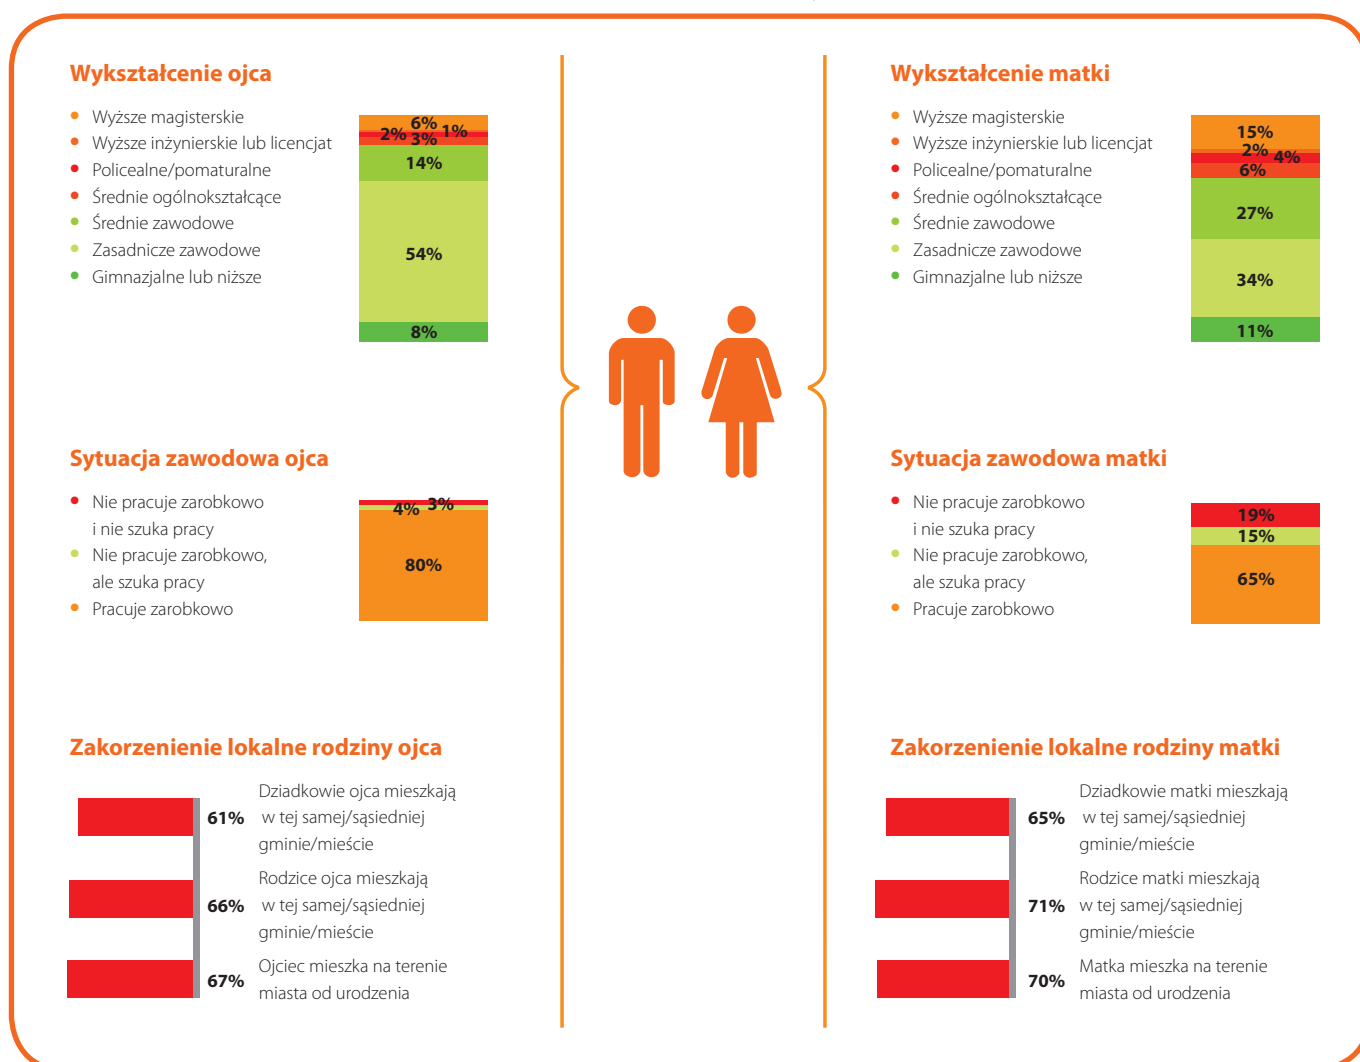 Wykształcenie ojca
Wyższe magisterskie
Wyższe inżynierskie lub licencjat
Policealne/pomaturalne
Średnie ogólnokształcące
Średnie zawodowe
Zasadnicze zawodowe
Gimnazjalne lub niższe
6%
2% 1%
3%
14%
54%
8%
Sytuacja zawodowa ojca
Nie pracuje zarobkowo
i nie szuka pracy
Nie pracuje zarobkowo,
ale szuka pracy
Pracuje zarobkowo
4% 3%
80%
Zakorzenienie lokalne rodziny ojca
61%
Dziadkowie ojca mieszkają
w tej samej/sąsiedniej
gminie/mieście
66%
Rodzice ojca mieszkają
w tej samej/sąsiedniej
gminie/mieście
67%
Ojciec mieszka na terenie
miasta od urodzenia
Wykształcenie matki
Wyższe magisterskie
Wyższe inżynierskie lub licencjat
Policealne/pomaturalne
Średnie ogólnokształcące
Średnie zawodowe
Zasadnicze zawodowe
Gimnazjalne lub niższe
15%
2% 4%
6%
27%
34%
11%
Sytuacja zawodowa matki
Nie pracuje zarobkowo
i nie szuka pracy
Nie pracuje zarobkowo,
ale szuka pracy
Pracuje zarobkowo
19%
15%
65%
Zakorzenienie lokalne rodziny matki
65%
Dziadkowie matki mieszkają
w tej samej/sąsiedniej
gminie/mieście
71%
Rodzice matki mieszkają
w tej samej/sąsiedniej
gminie/mieście
70%
Matka mieszka na terenie
miasta od urodzenia